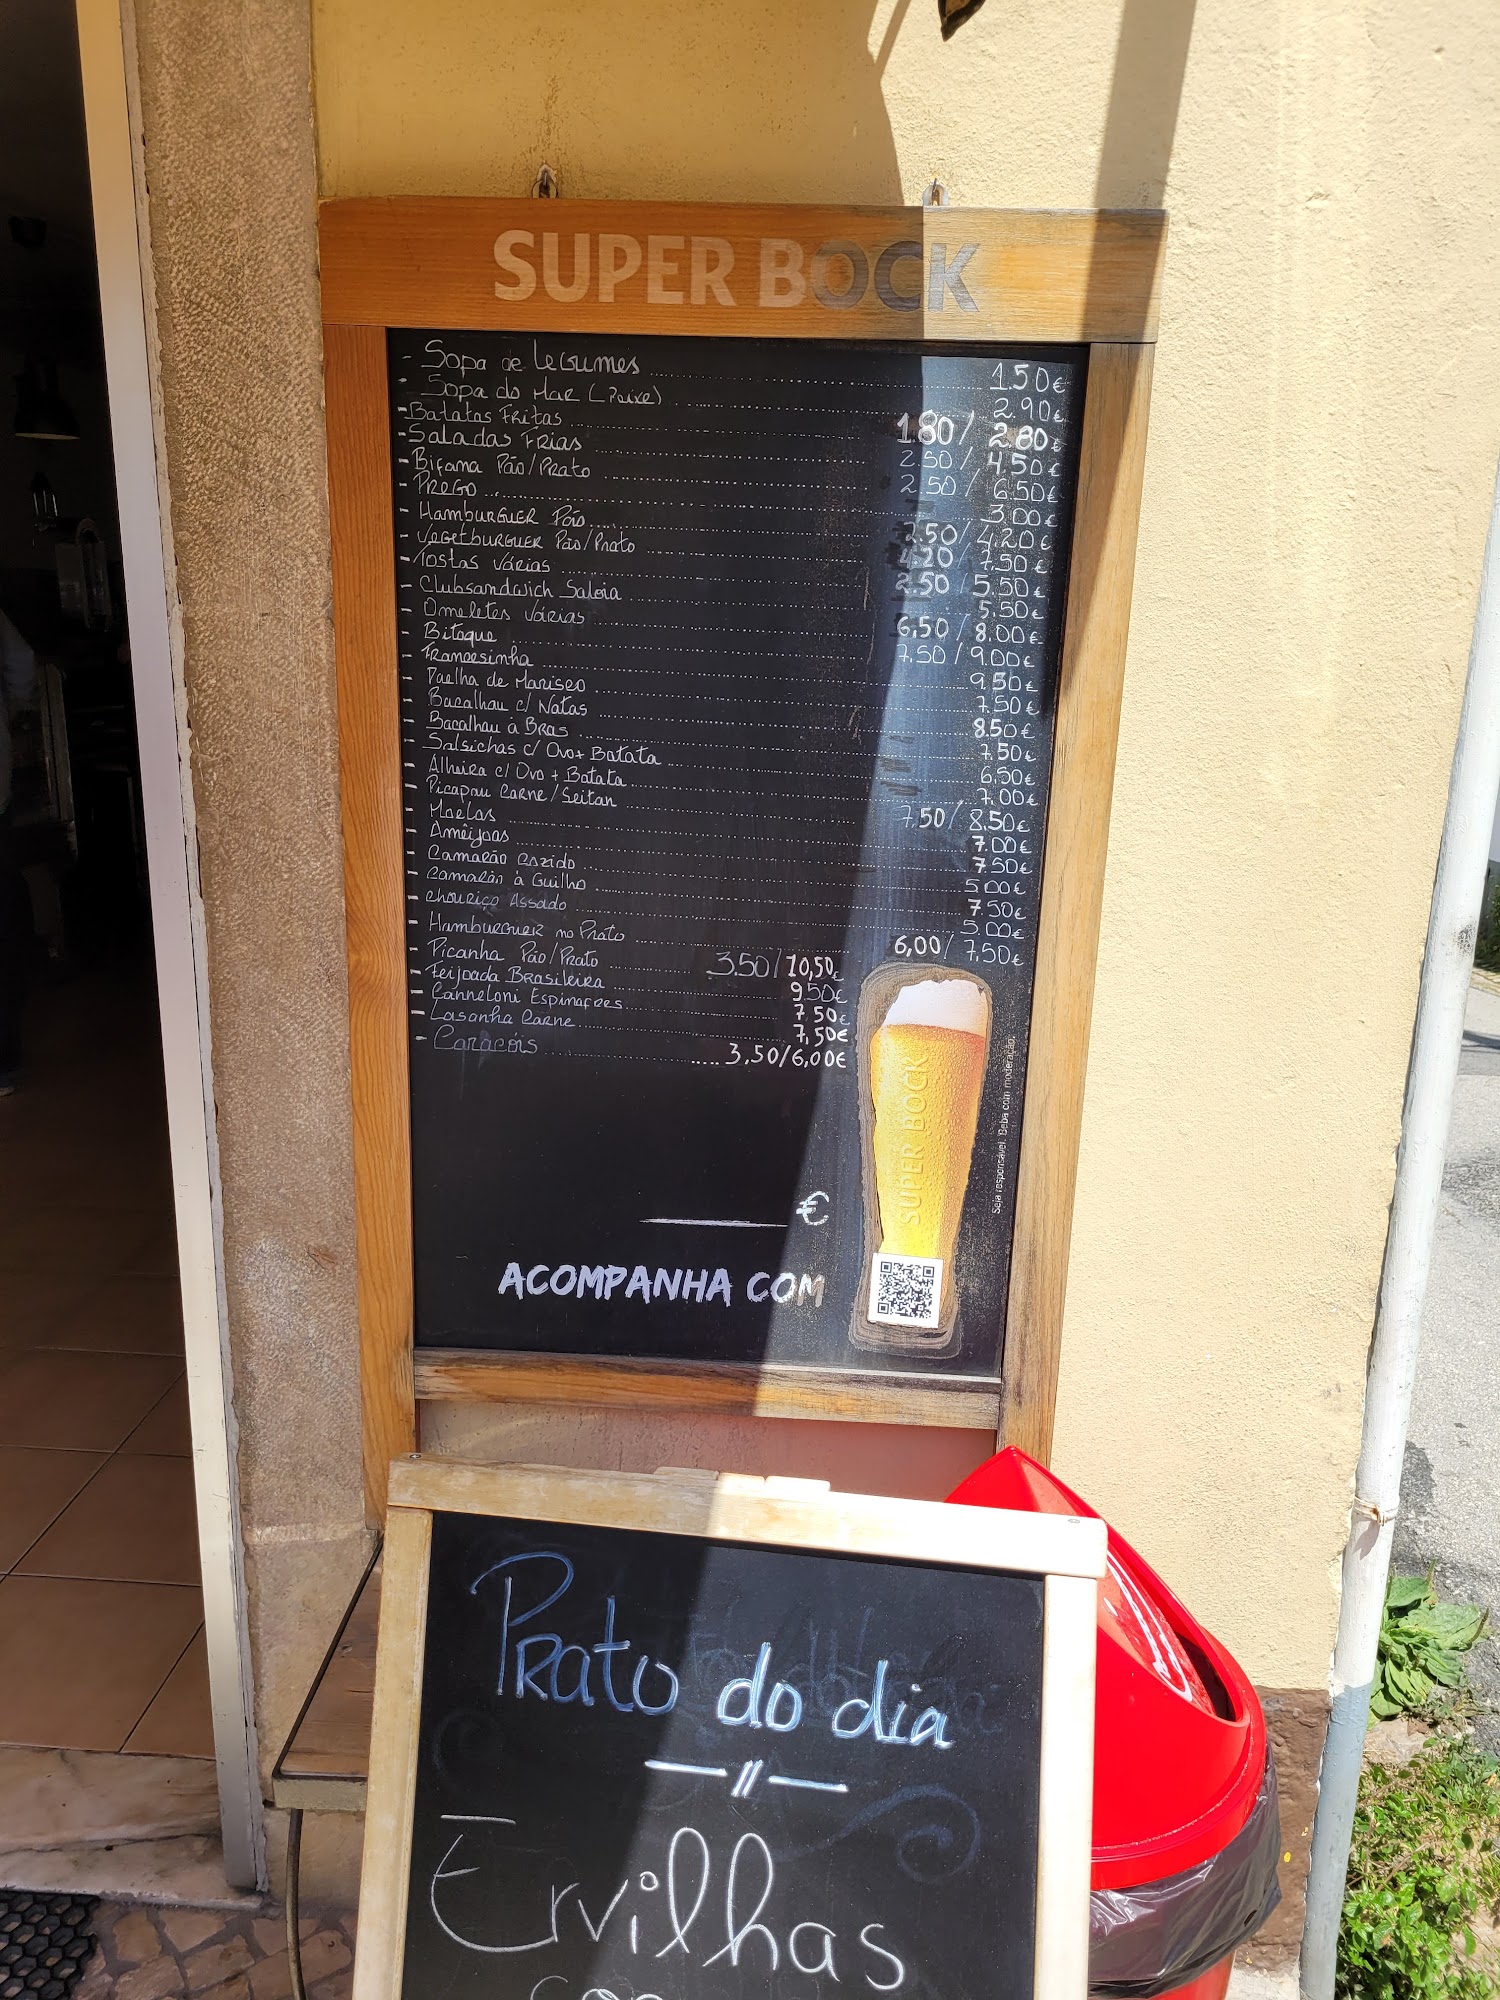 SUPER BOCK
- Sopa de Legumes ........ 1.50€
- Sopa do Mar (Peixe) ........ 2.90€
- Batatas Fritas ........ 1.80 / 2.80€
- Saladas Frias ........ 2.50 / 4.50€
- Bifana Pão/Prato ........ 2.50 / 6.50€
- Prego ........ 3.00€
- Hamburguer Pão ........ 2.50 / 4.20€
- Vegetburguer Pão/Prato ........ 4.20 / 7.50€
- Tostas Várias ........ 2.50 / 5.50€
- Clubsandwich Saloia ........ 5.50€
- Omeletes Várias ........ 6,50 / 8.00€
- Bitoque ........ 7.50 / 9.00€
- Francesinha ........ 9.50€
- Paelha de Marisco ........ 7.50€
- Bacalhau c/ Natas ........ 8.50€
- Bacalhau à Bras ........ 7.50€
- Salsichas c/ Ovo + Batata ........ 6.50€
- Alheira c/ Ovo + Batata ........ 7.00€
- Picapau Carne/Seitan ........ 7,50 / 8.50€
- Moelas ........ 7.00€
- Amêijoas ........ 7.50€
- Camarão Cozido ........ 5.00€
- Camarão à Guilho ........ 7.50€
- Chouriço Assado ........ 5.00€
- Hamburguer no Prato ........ 6,00 / 7,50€
- Picanha Pão/Prato ........ 3.50 / 10,50€
- Feijoada Brasileira ........ 9.50€
- Canneloni Espinafres ........ 7.50€
- Lasanha Carne ........ 7,50€
- Caracóis ........ 3,50/6,00€
SUPER BOCK
Seja responsável. Beba com moderação.
€
ACOMPANHA COM
Prato do dia
Ervilhas